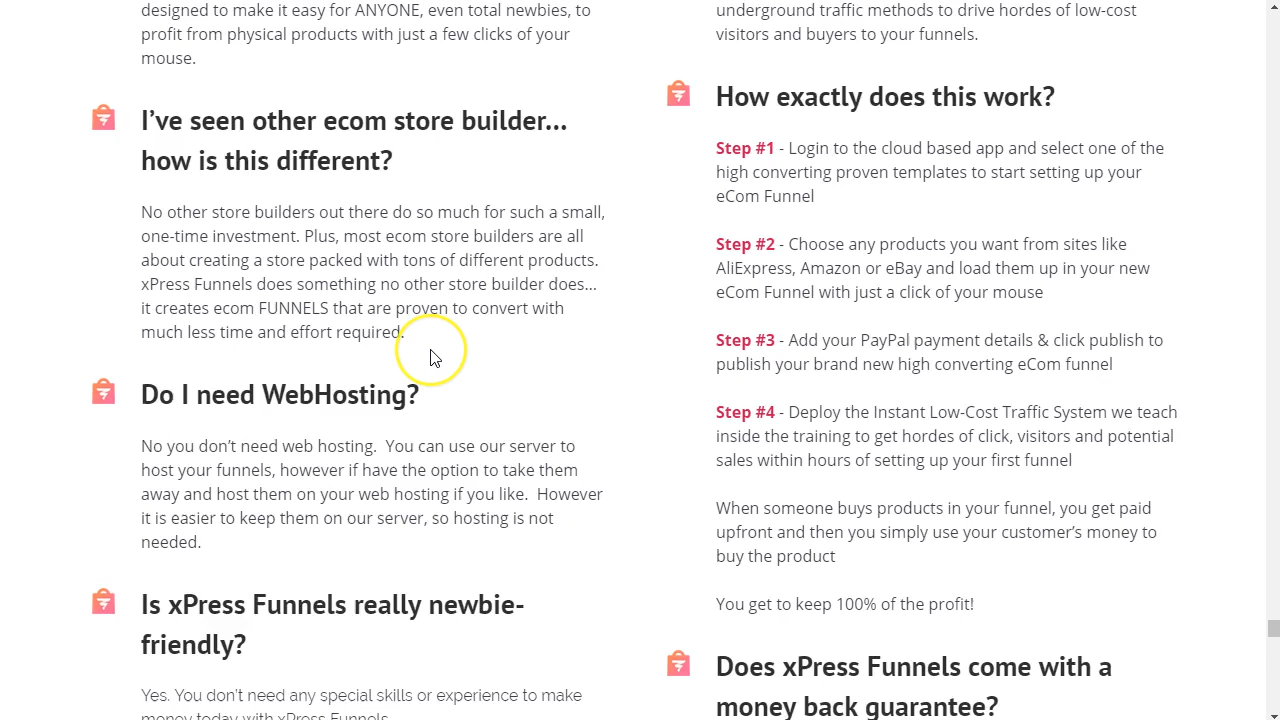 designed to make it easy for ANYONE, even total newbies, to
profit from physical products with just a few clicks of your
mouse.
I’ve seen other ecom store builder...
how is this different?
No other store builders out there do so much for such a small,
one-time investment. Plus, most ecom store builders are all
about creating a store packed with tons of different products.
xPress Funnels does something no other store builder does...
it creates ecom FUNNELS that are proven to convert with
much less time and effort required.
Do I need WebHosting?
No you don’t need web hosting.  You can use our server to
host your funnels, however if have the option to take them
away and host them on your web hosting if you like.  However
it is easier to keep them on our server, so hosting is not
needed.
Is xPress Funnels really newbie-
friendly?
Yes. You don’t need any special skills or experience to make
money today with xPress Funnels
underground traffic methods to drive hordes of low-cost
visitors and buyers to your funnels.
How exactly does this work?
Step #1 - Login to the cloud based app and select one of the
high converting proven templates to start setting up your
eCom Funnel
Step #2 - Choose any products you want from sites like
AliExpress, Amazon or eBay and load them up in your new
eCom Funnel with just a click of your mouse
Step #3 - Add your PayPal payment details & click publish to
publish your brand new high converting eCom funnel
Step #4 - Deploy the Instant Low-Cost Traffic System we teach
inside the training to get hordes of click, visitors and potential
sales within hours of setting up your first funnel
When someone buys products in your funnel, you get paid
upfront and then you simply use your customer’s money to
buy the product
You get to keep 100% of the profit!
Does xPress Funnels come with a
money back guarantee?